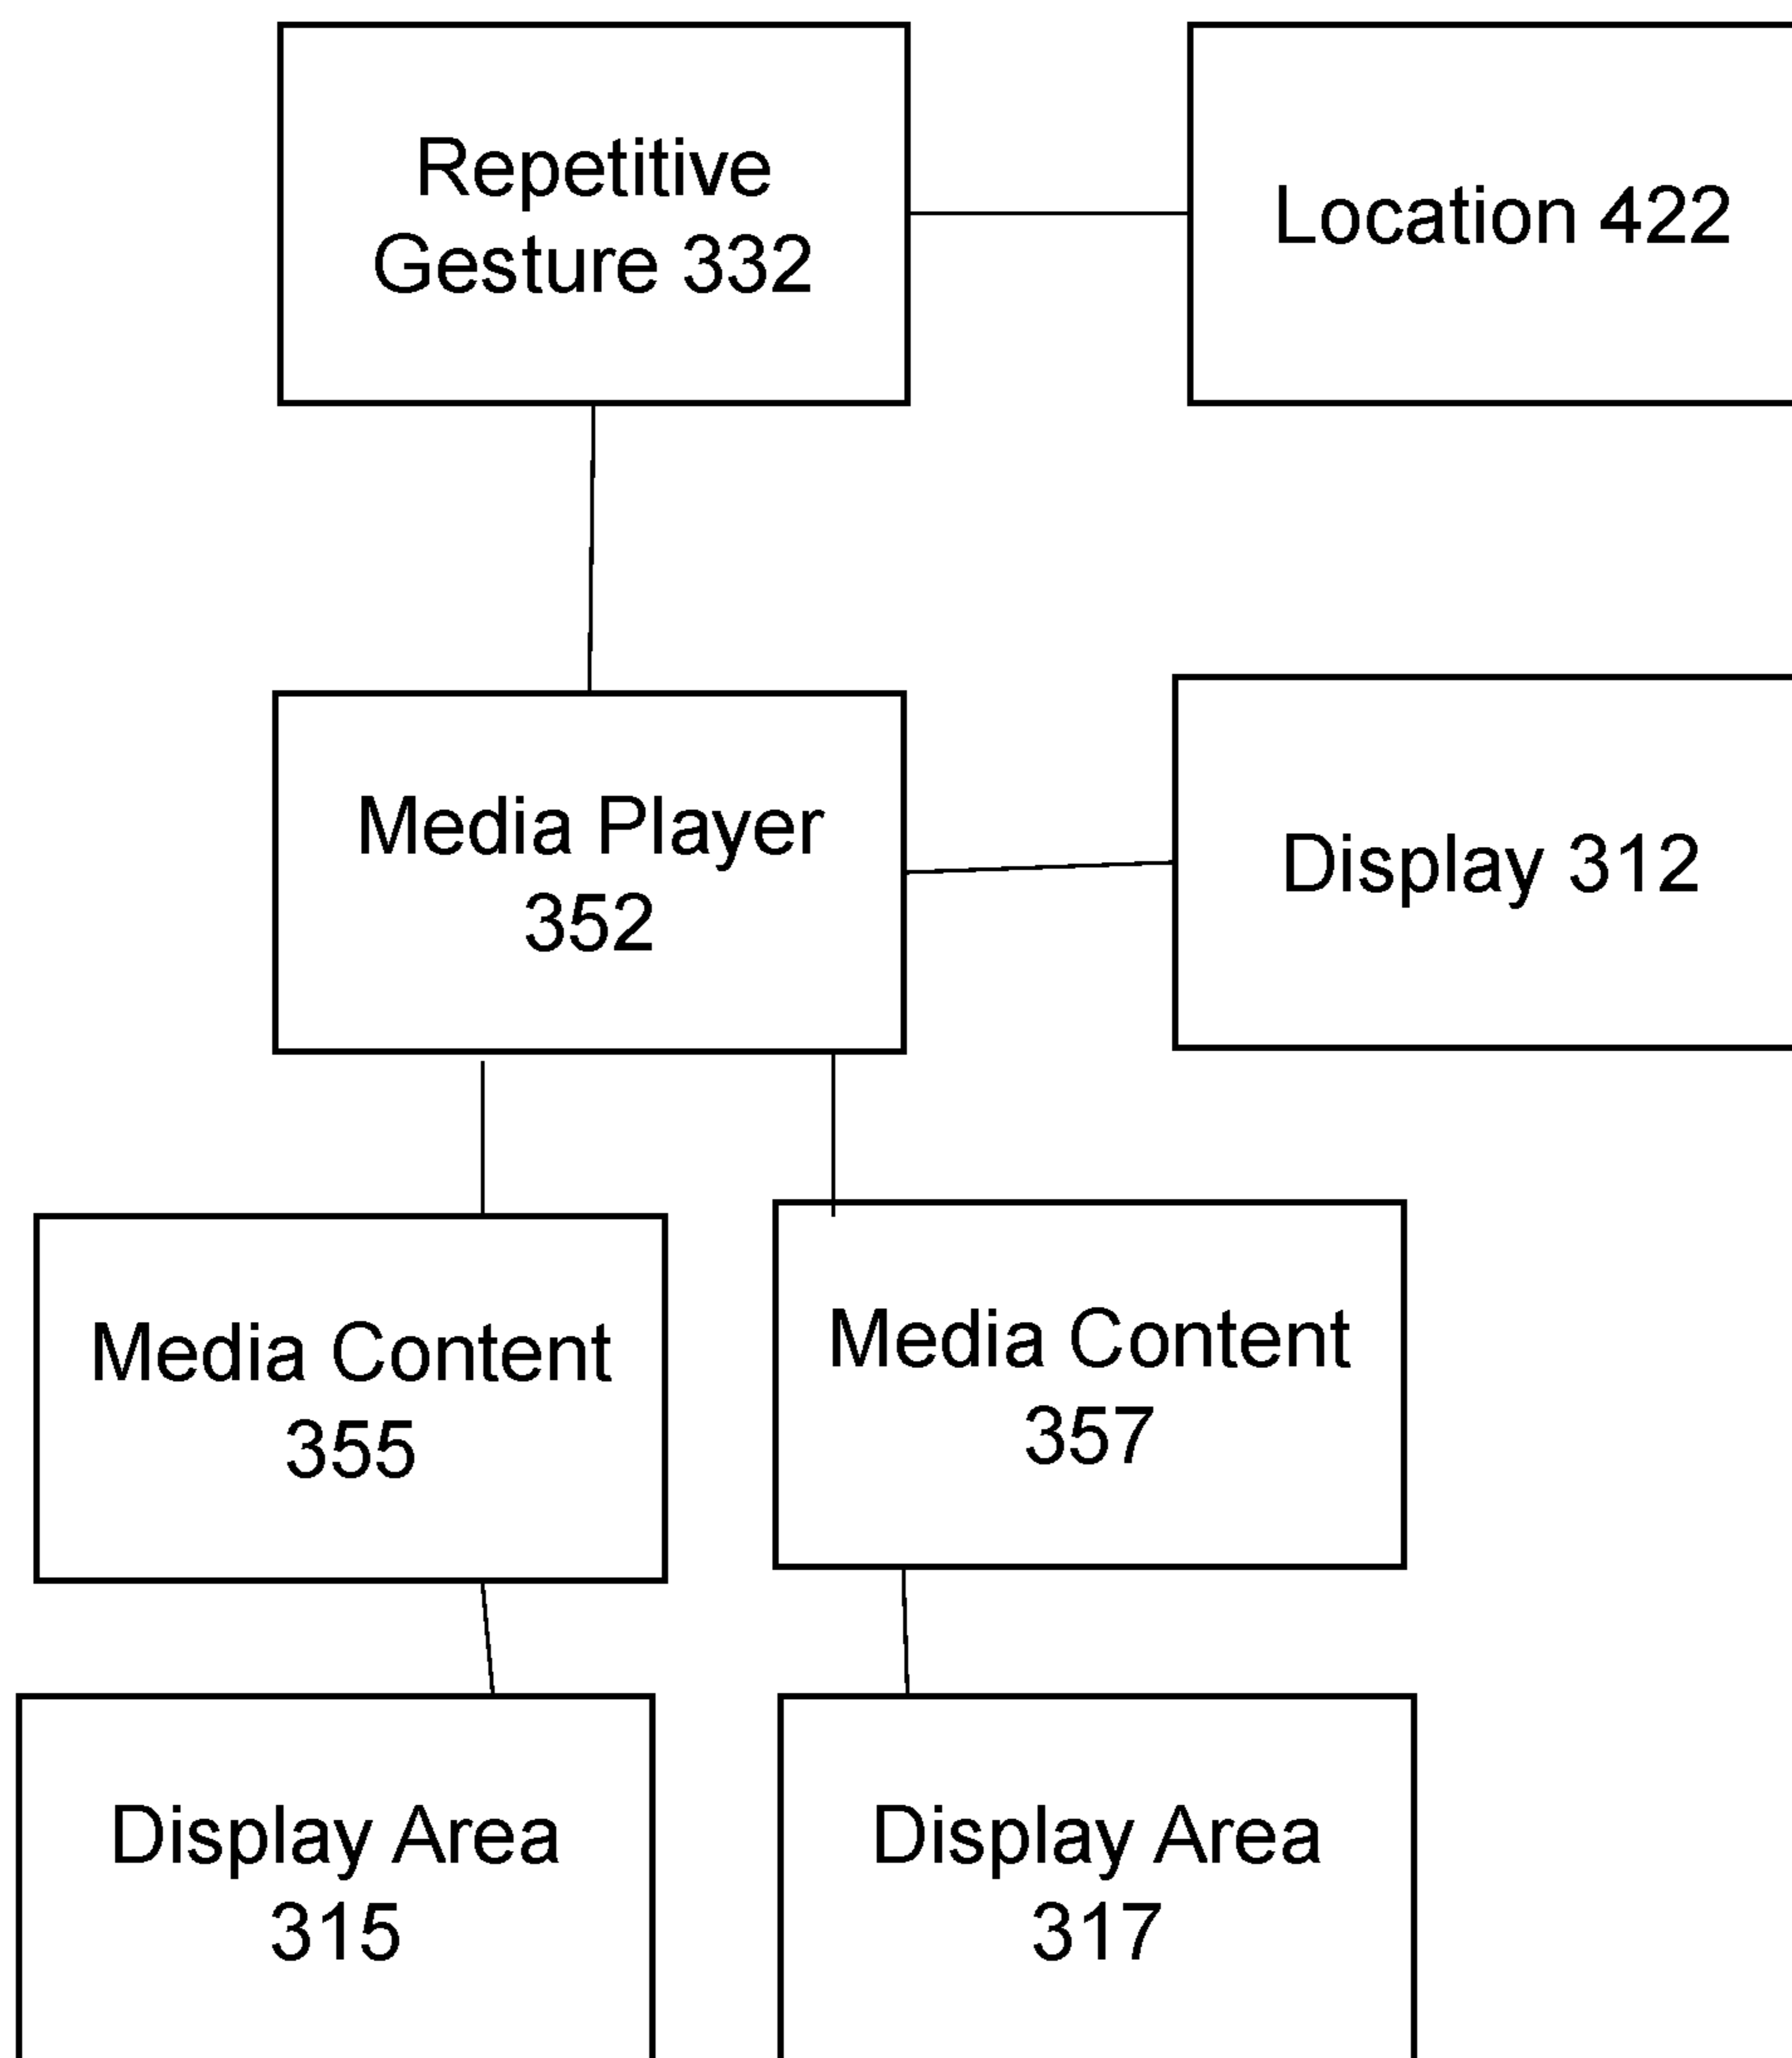 Repetitive
Gesture 332
Location 422
Media Player
352
Display 312
Media Content
355
Media Content
357
Display Area
315
Display Area
317